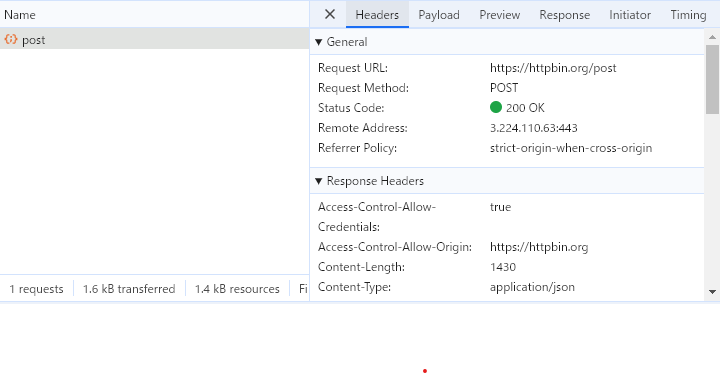 Name
post
1 requests 1.6 kB transferred 1.4 kB resources Fi
Headers Payload Preview Response Initiator Timing
General
Request URL: https://httpbin.org/post
Request Method: POST
Status Code: 200 OK
Remote Address: 3.224.110.63:443
Referrer Policy: strict-origin-when-cross-origin
Response Headers
Access-Control-Allow- true
Credentials:
Access-Control-Allow-Origin: https://httpbin.org
Content-Length: 1430
Content-Type: application/json